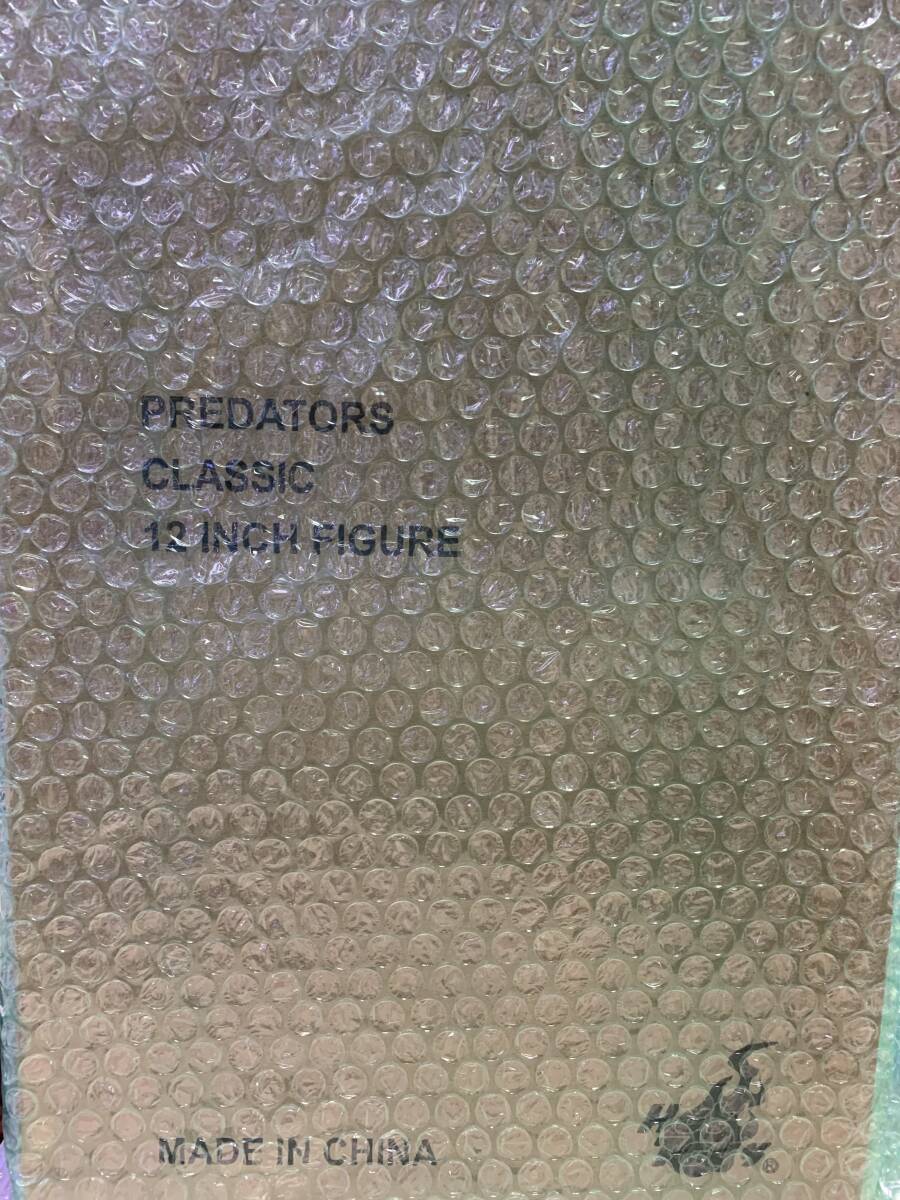 PREDATORS
CLASSIC
12 INCH FIGURE
MADE IN CHINA
®